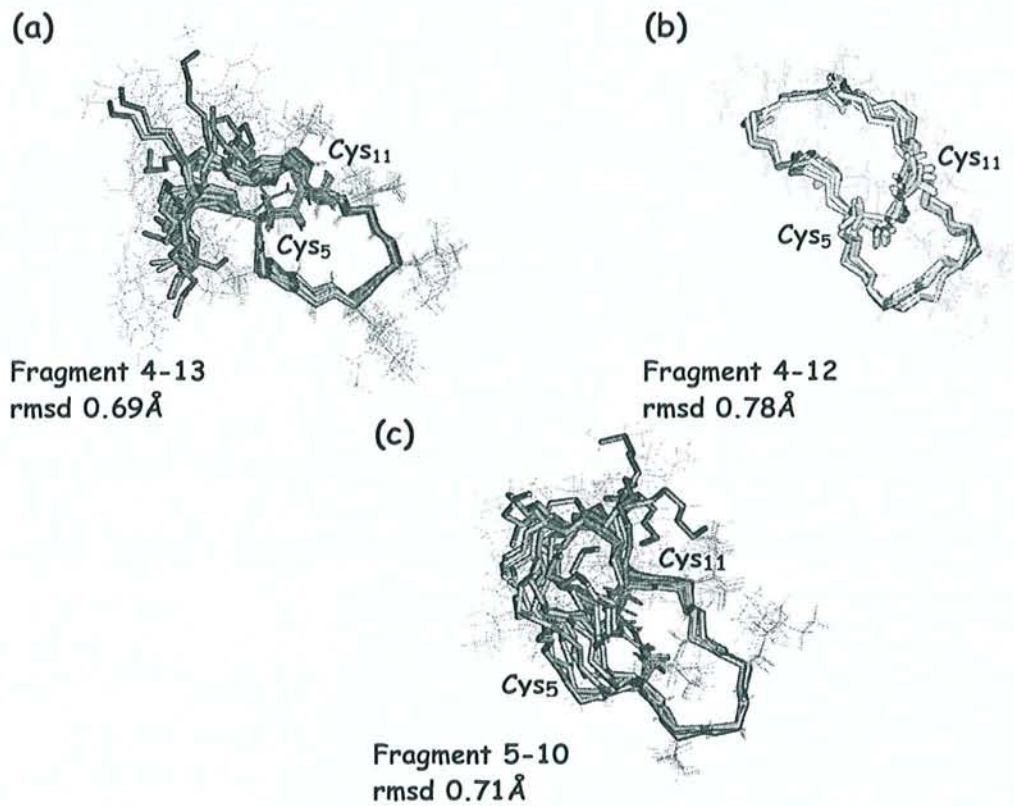 (a)
Cys11
Cys5
Fragment 4-13
rmsd 0.69Å
(b)
Cys11
Cys5
Fragment 4-12
rmsd 0.78Å
(c)
Cys11
Cys5
Fragment 5-10
rmsd 0.71Å